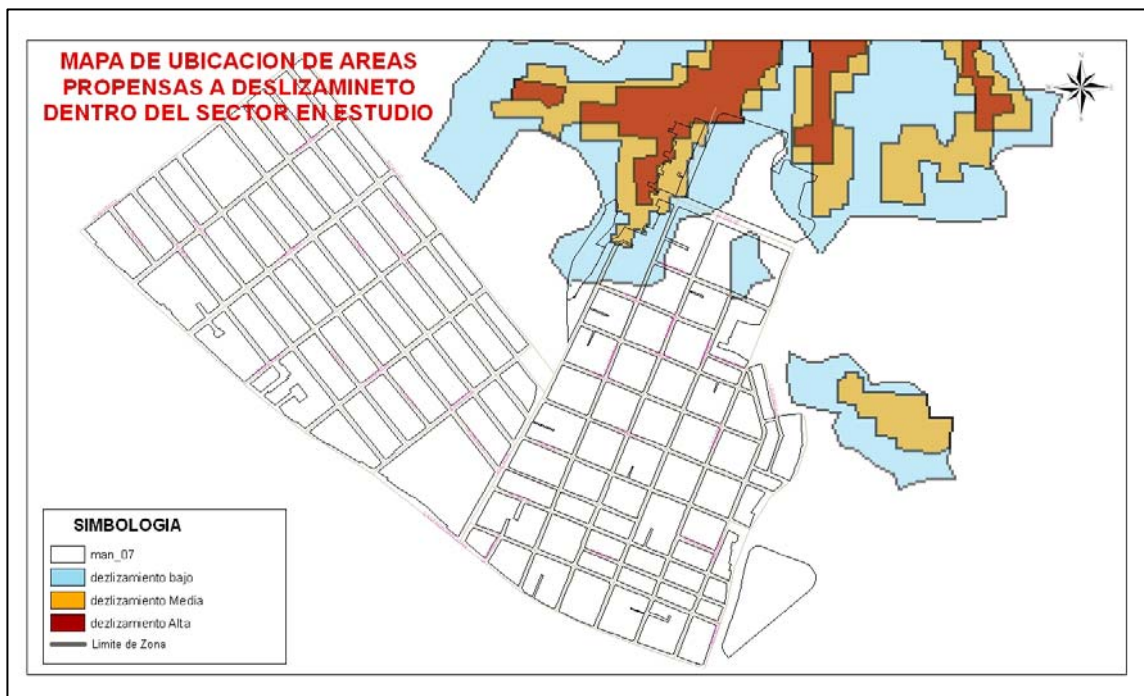 MAPA DE UBICACION DE AREAS
PROPENSAS A DESLIZAMINETO
DENTRO DEL SECTOR EN ESTUDIO
SIMBOLOGIA
man_07
dezlizamiento bajo
dezlizamiento Media
dezlizamiento Alta
Limite de Zona